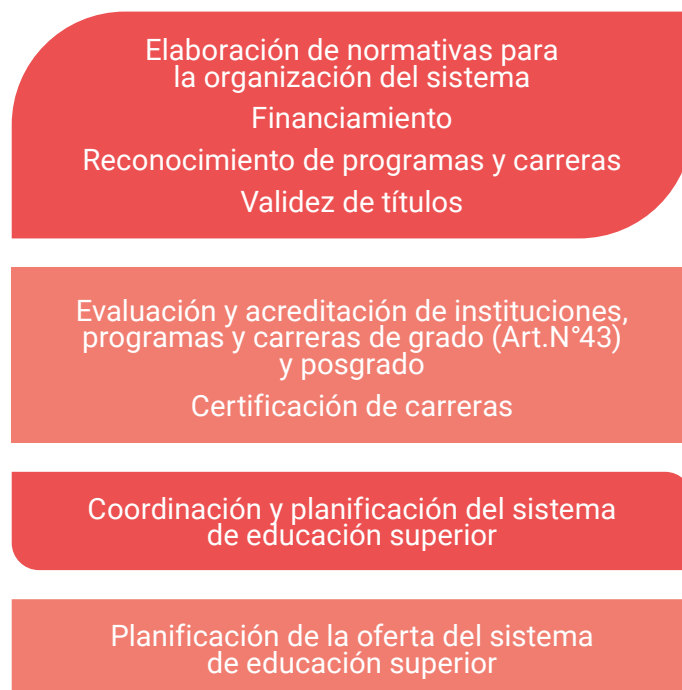 Elaboración de normativas para
la organización del sistema
Financiamiento
Reconocimiento de programas y carreras
Validez de títulos
Evaluación y acreditación de instituciones,
programas y carreras de grado (Art.N°43)
y posgrado
Certificación de carreras
Coordinación y planificación del sistema
de educación superior
Planificación de la oferta del sistema
de educación superior